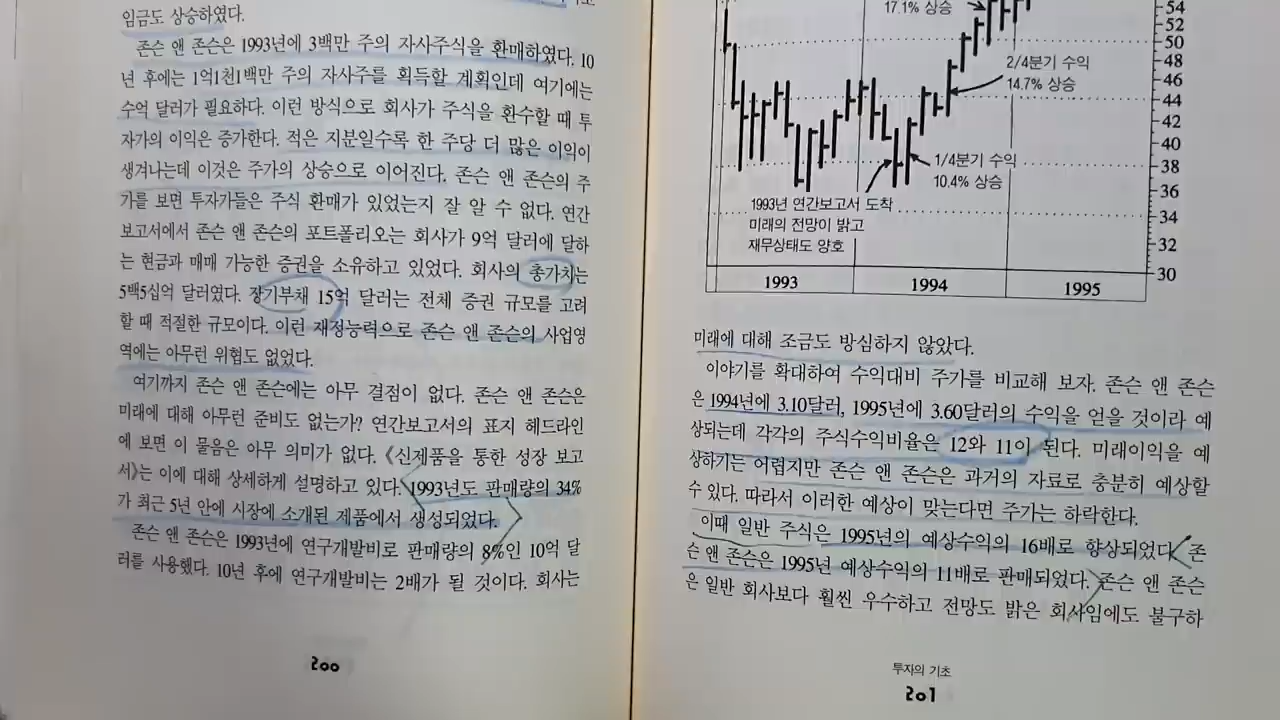 임금도 상승하였다.
존슨 앤 존슨은 1993년에 3백만 주의 자사주식을 환매하였다. 10
년 후에는 1억1천1백만 주의 자사주를 획득할 계획인데 여기에는
수억 달러가 필요하다. 이런 방식으로 회사가 주식을 환수할 때 투
자가의 이익은 증가한다. 적은 지분일수록 한 주당 더 많은 이익이
생겨나는데 이것은 주가의 상승으로 이어진다. 존슨 앤 존슨의 주
가를 보면 투자가들은 주식 환매가 있었는지 잘 알 수 없다. 연간
보고서에서 존슨 앤 존슨의 포트폴리오는 회사가 9억 달러에 달하
는 현금과 매매 가능한 증권을 소유하고 있었다. 회사의 총가치는
5백5십억 달러였다. 장기부채 15억 달러는 전체 증권 규모를 고려
할 때 적절한 규모이다. 이런 재정능력으로 존슨 앤 존슨의 사업영
역에는 아무런 위협도 없었다.
여기까지 존슨 앤 존슨에는 아무 결점이 없다. 존슨 앤 존슨은
미래에 대해 아무런 준비도 없는가? 연간보고서의 표지 헤드라인
에 보면 이 물음은 아무 의미가 없다. 《신제품을 통한 성장 보고
서》는 이에 대해 상세하게 설명하고 있다. 1993년도 판매량의 34%
가 최근 5년 안에 시장에 소개된 제품에서 생성되었다.
존슨 앤 존슨은 1993년에 연구개발비로 판매량의 8%인 10억 달
러를 사용했다. 10년 후에 연구개발비는 2배가 될 것이다. 회사는
200
17.1% 상승
2/4분기 수익
14.7% 상승
1/4분기 수익
10.4% 상승
1993년 연간보고서 도착
미래의 전망이 밝고
재무상태도 양호
54
52
50
48
46
44
42
40
38
36
34
32
30
1993 1994 1995
미래에 대해 조금도 방심하지 않았다.
이야기를 확대하여 수익대비 주가를 비교해 보자. 존슨 앤 존슨
은 1994년에 3.10달러, 1995년에 3.60달러의 수익을 얻을 것이라 예
상되는데 각각의 주식수익비율은 12와 11이 된다. 미래이익을 예
상하기는 어렵지만 존슨 앤 존슨은 과거의 자료로 충분히 예상할
수 있다. 따라서 이러한 예상이 맞는다면 주가는 하락한다.
이때 일반 주식은 1995년의 예상수익의 16배로 향상되었다. 존
슨 앤 존슨은 1995년 예상수익의 11배로 판매되었다. 존슨 앤 존슨
은 일반 회사보다 훨씬 우수하고 전망도 밝은 회사임에도 불구하
투자의 기초
201